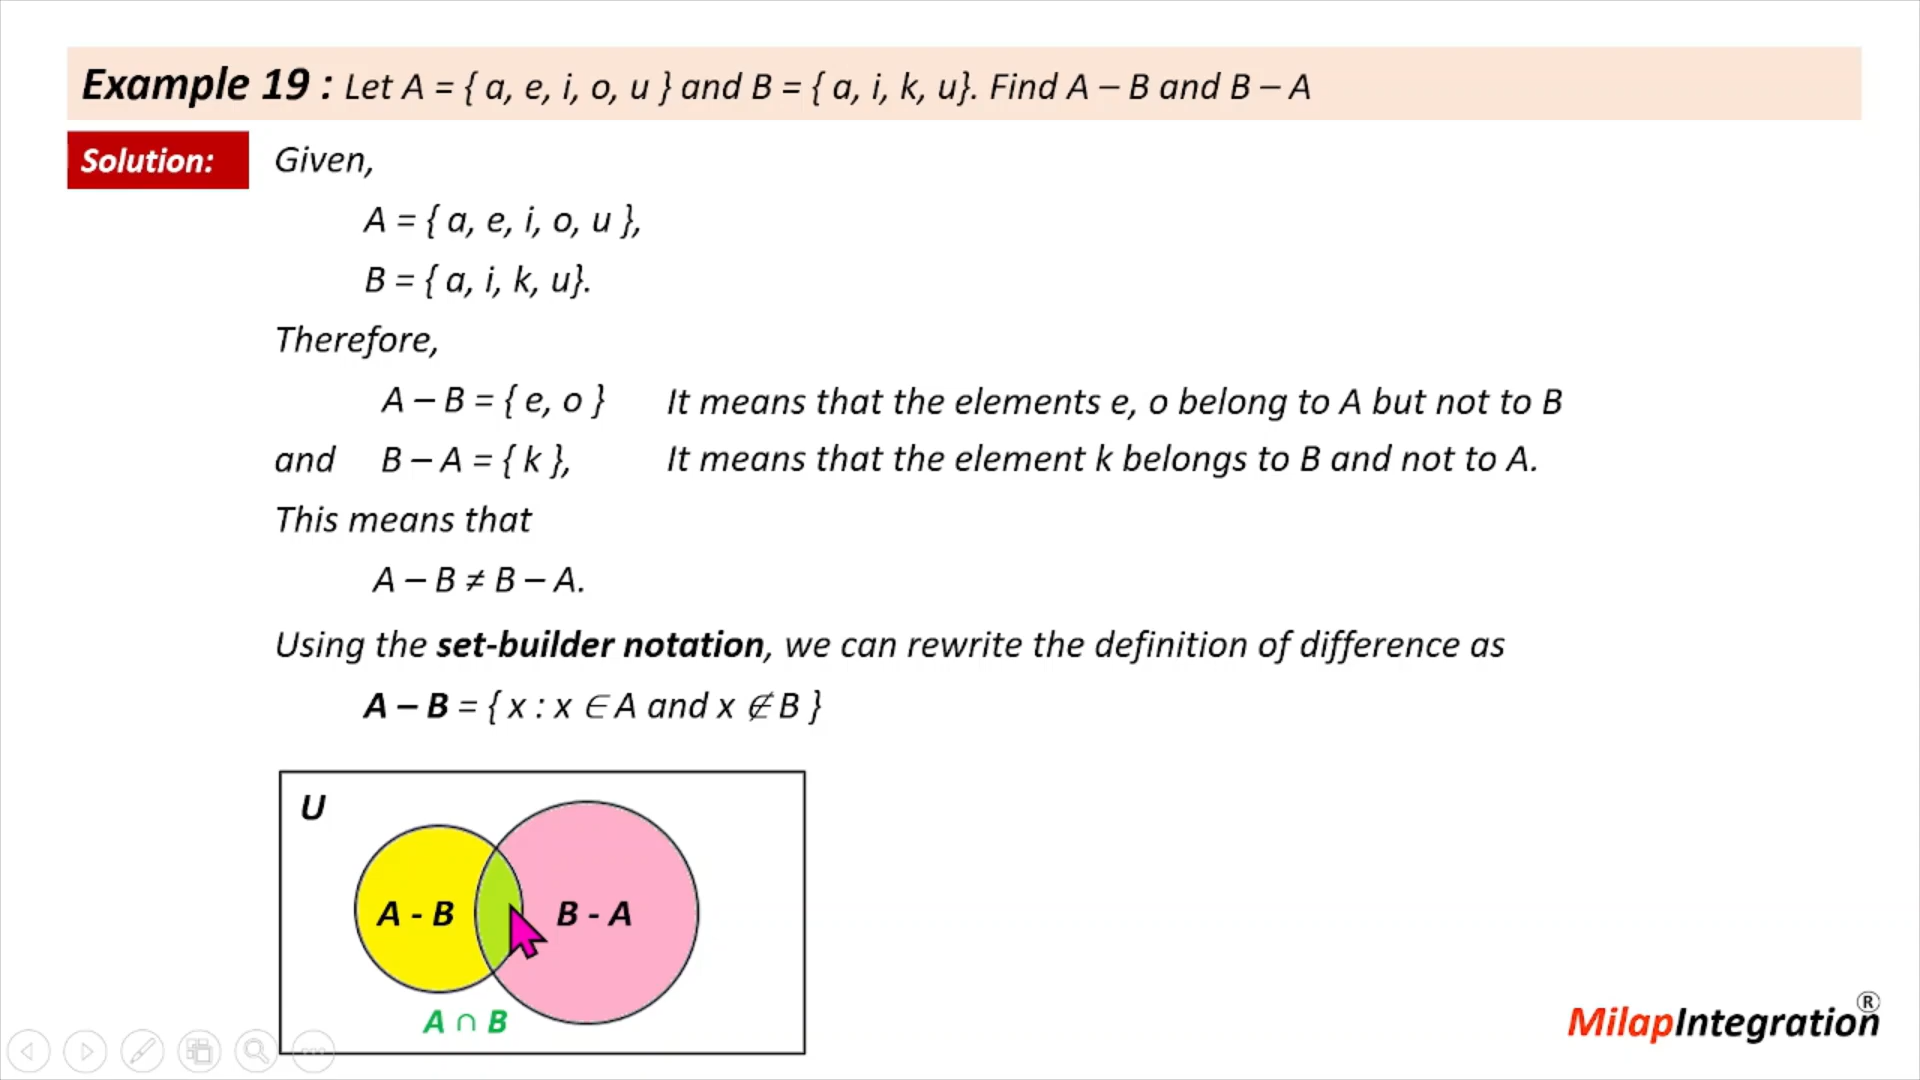 Example 19 : Let A = { a, e, i, o, u } and B = { a, i, k, u}. Find A – B and B – A
Solution: Given,
A = { a, e, i, o, u },
B = { a, i, k, u}.
Therefore,
A – B = { e, o } It means that the elements e, o belong to A but not to B
and B – A = { k }, It means that the element k belongs to B and not to A.
This means that
A – B ≠ B – A.
Using the set-builder notation, we can rewrite the definition of difference as
A – B = { x : x ∈ A and x ∉ B }
U
A - B B - A
A ∩ B
MilapIntegration®